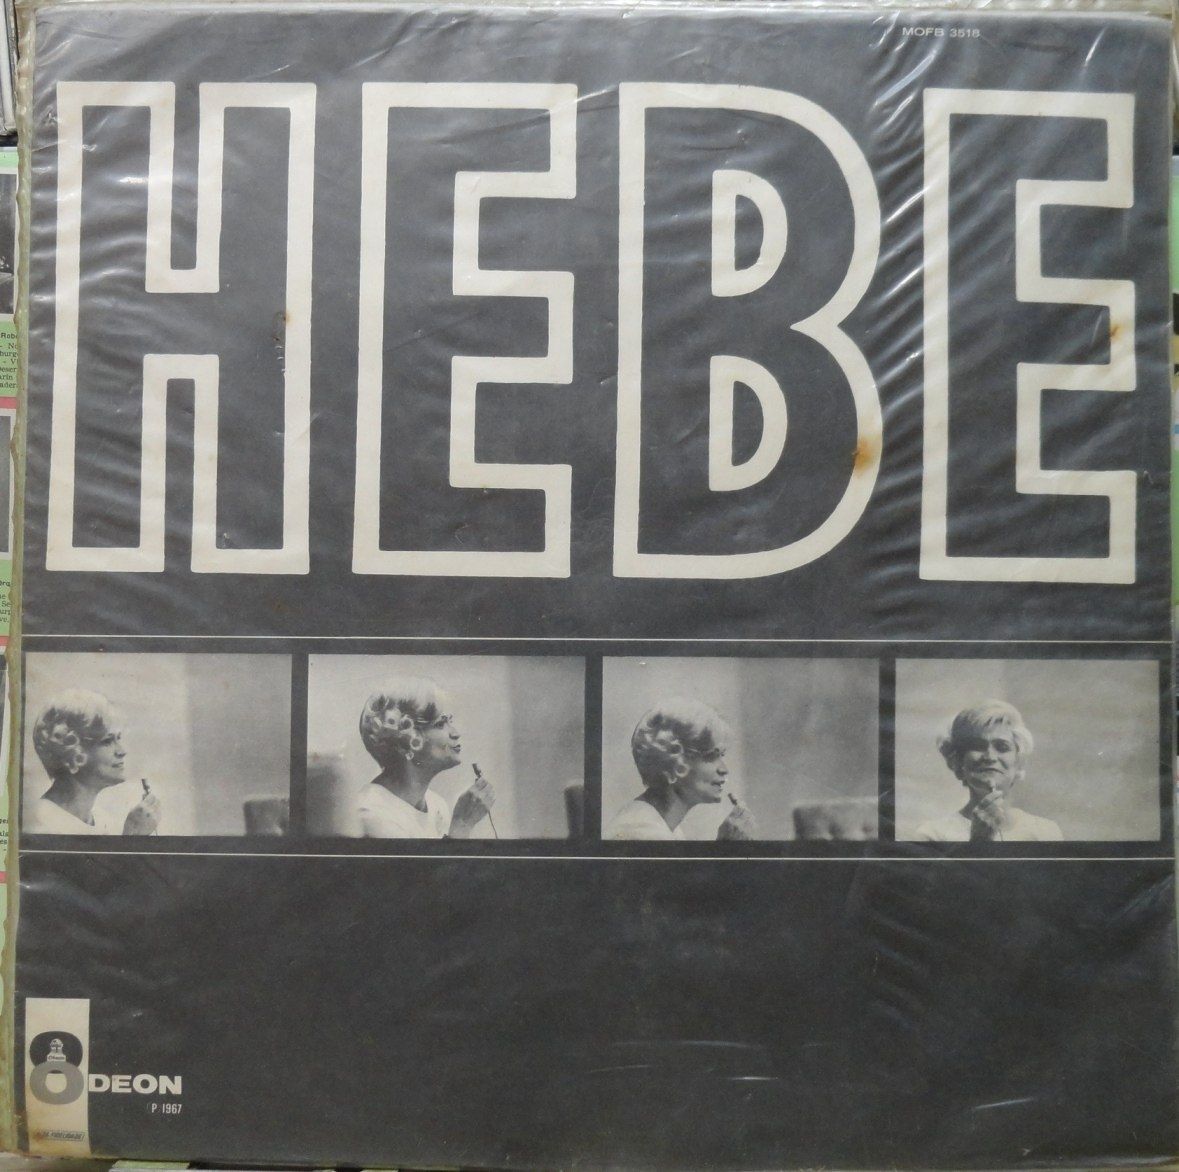 MOFB 3518
HEBE
ODEON
P 1967